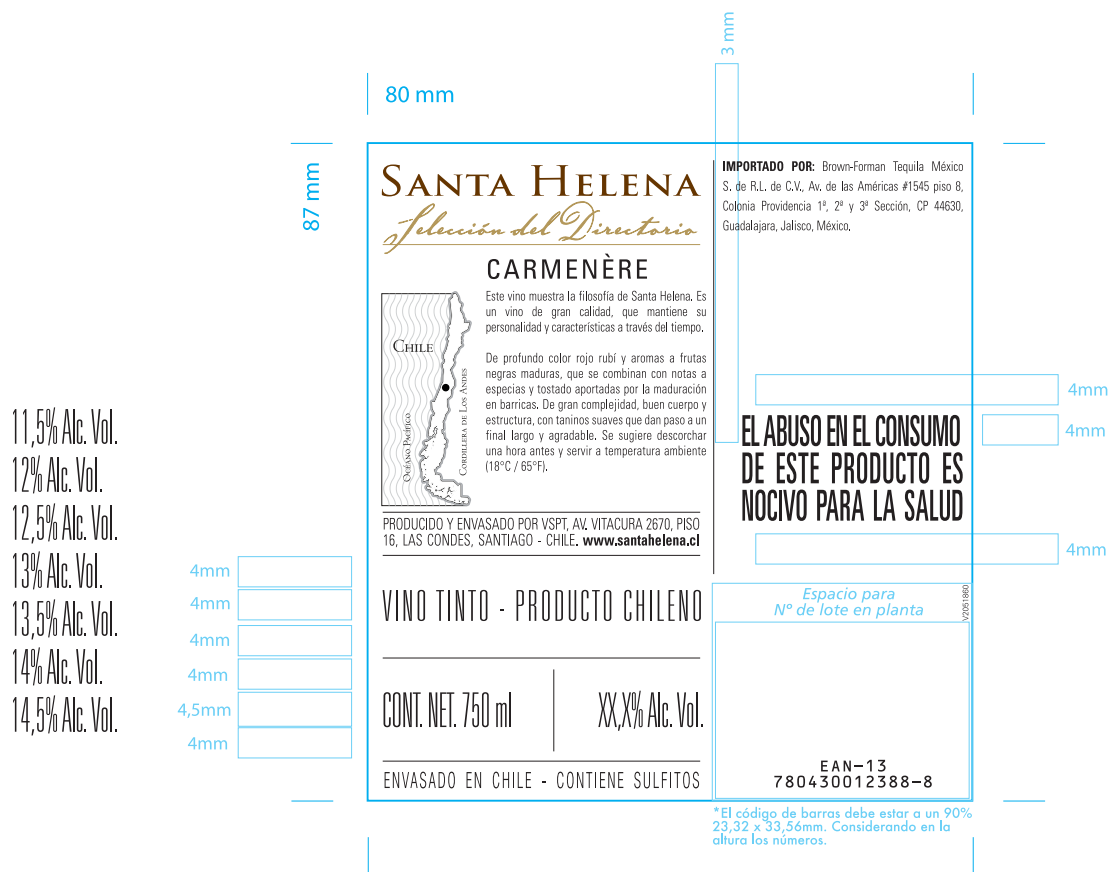 3 mm
80 mm
87 mm
SANTA HELENA
Selección del Directorio
CARMENÈRE
Este vino muestra la filosofía de Santa Helena. Es
un vino de gran calidad, que mantiene su
personalidad y características a través del tiempo.
De profundo color rojo rubí y aromas a frutas
negras maduras, que se combinan con notas a
especias y tostado aportadas por la maduración
en barricas. De gran complejidad, buen cuerpo y
estructura, con taninos suaves que dan paso a un
final largo y agradable. Se sugiere descorchar
una hora antes y servir a temperatura ambiente
(18°C / 65°F).
CHILE
OCÉANO PACÍFICO
CORDILLERA DE LOS ANDES
PRODUCIDO Y ENVASADO POR VSPT, AV. VITACURA 2670, PISO
16, LAS CONDES, SANTIAGO - CHILE. www.santahelena.cl
VINO TINTO - PRODUCTO CHILENO
CONT. NET. 750 ml
XX,X% Alc. Vol.
ENVASADO EN CHILE - CONTIENE SULFITOS
IMPORTADO POR: Brown-Forman Tequila México
S. de R.L. de C.V., Av. de las Américas #1545 piso 8,
Colonia Providencia 1ª, 2ª y 3ª Sección, CP 44630,
Guadalajara, Jalisco, México.
EL ABUSO EN EL CONSUMO
DE ESTE PRODUCTO ES
NOCIVO PARA LA SALUD
4mm
4mm
4mm
Espacio para
Nº de lote en planta
V2051860
EAN-13
780430012388-8
*El código de barras debe estar a un 90%
23,32 x 33,56mm. Considerando en la
altura los números.
11,5% Alc. Vol.
12% Alc. Vol.
12,5% Alc. Vol.
13% Alc. Vol.
13,5% Alc. Vol.
14% Alc. Vol.
14,5% Alc. Vol.
4mm
4mm
4mm
4mm
4,5mm
4mm